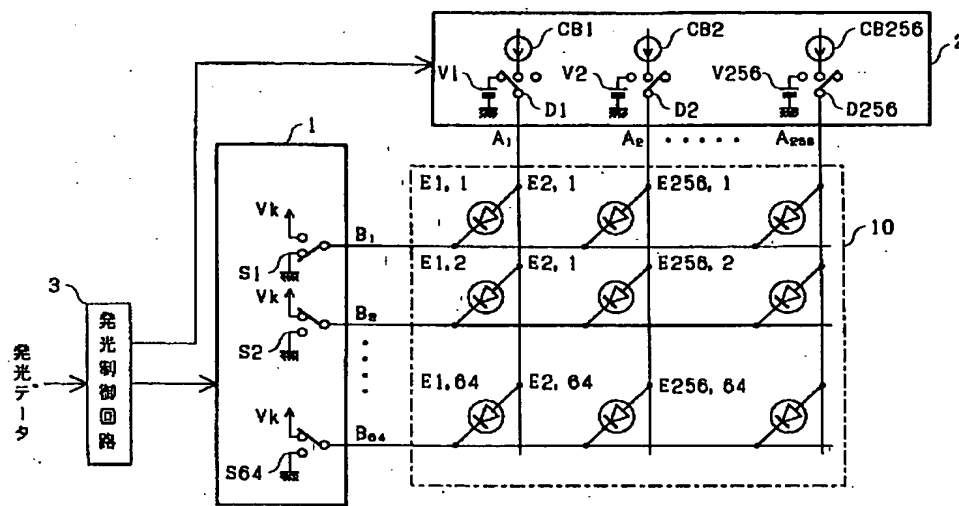 CB1 CB2 CB256
2
V1 V2 V256
D1 D2 D256
1
A1 A2 ・・・・・ A256
E1,1 E2,1 E256,1
Vk
B1
10
S1
E1,2 E2,1 E256,2
3
Vk
B2
S2
発光データ
発光制御回路
E1,64 E2,64 E256,64
Vk
B64
S64